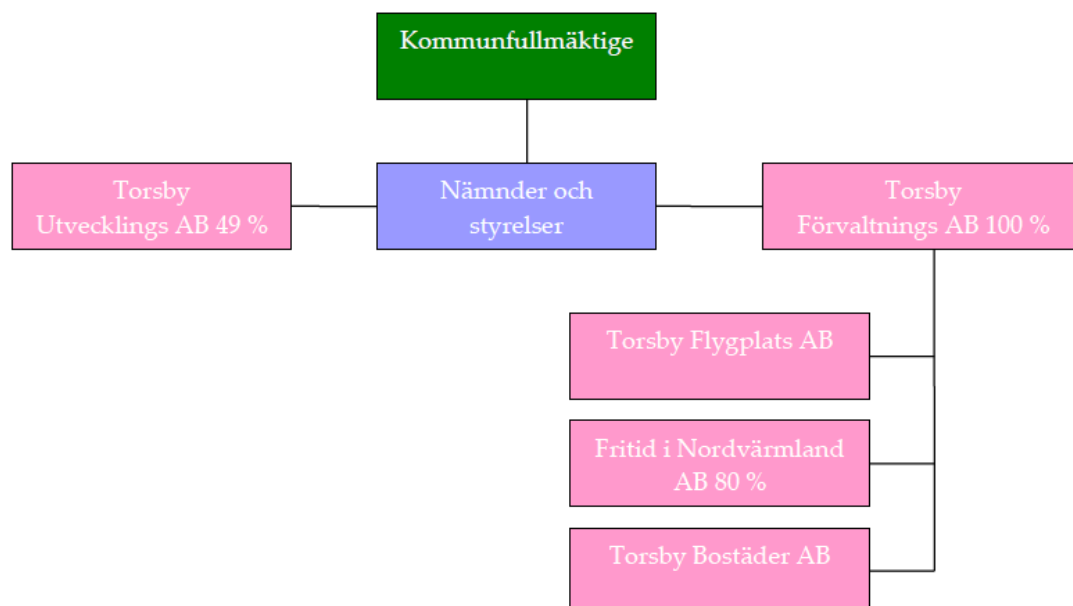 Kommunfullmäktige
Torsby
Utvecklings AB 49 %
Nämnder och
styrelser
Torsby
Förvaltnings AB 100 %
Torsby Flygplats AB
Fritid i Nordvärmland
AB 80 %
Torsby Bostäder AB